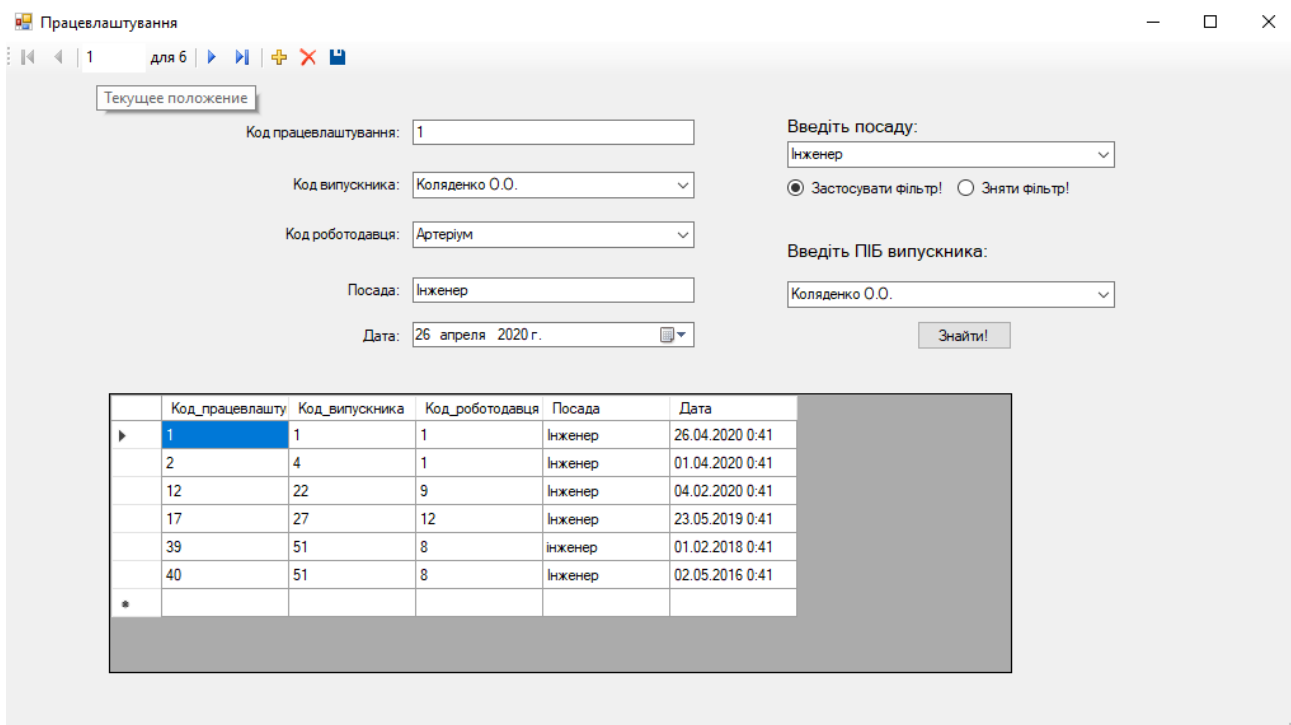 Працевлаштування
1 для 6
Текущее положение
Код працевлаштування: 1
Код випускника: Коляденко О.О.
Код роботодавця: Артеріум
Посада: Інженер
Дата: 26 апреля 2020 г.
Введіть посаду:
Інженер
Застосувати фільтр! Зняти фільтр!
Введіть ПІБ випускника:
Коляденко О.О.
Знайти!
Код_працевлашту Код_випускника Код_роботодавця Посада Дата
1 1 1 Інженер 26.04.2020 0:41
2 4 1 Інженер 01.04.2020 0:41
12 22 9 Інженер 04.02.2020 0:41
17 27 12 Інженер 23.05.2019 0:41
39 51 8 інженер 01.02.2018 0:41
40 51 8 Інженер 02.05.2016 0:41